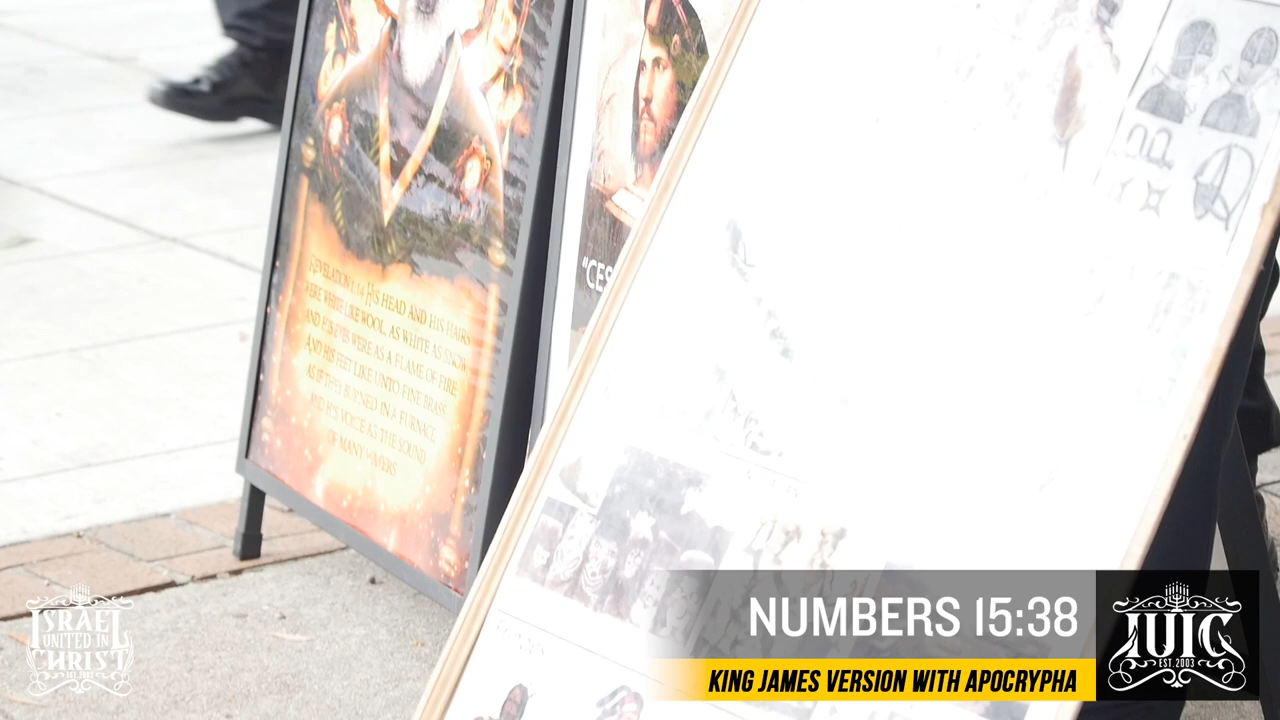 REVELATION 1:14 HIS HEAD AND HIS HAIRS
WERE WHITE LIKE WOOL, AS WHITE AS SNOW
AND HIS EYES WERE AS A FLAME OF FIRE
AND HIS FEET LIKE UNTO FINE BRASS
AS IF THEY BURNED IN A FURNACE
AND HIS VOICE AS THE SOUND
OF MANY WATERS
"CES
ISRAEL
UNITED IN
CHRIST
EST. 2003
NUMBERS 15:38
KING JAMES VERSION WITH APOCRYPHA
IUIC
EST. 2003